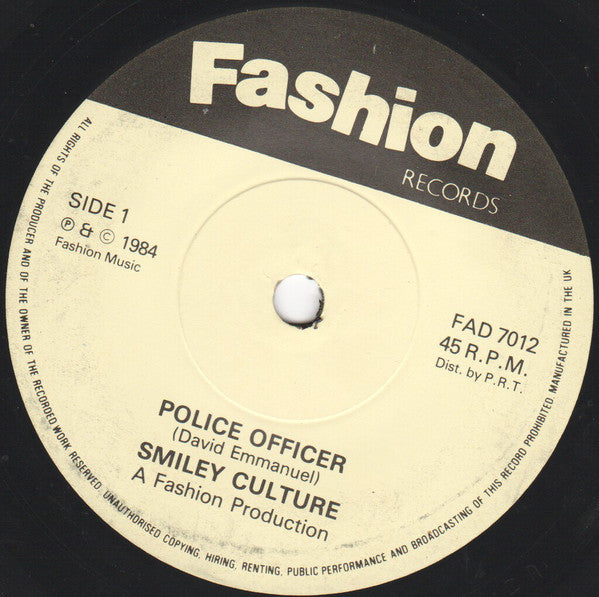 Fashion
RECORDS
SIDE 1
Ⓟ & © 1984
Fashion Music
FAD 7012
45 R.P.M.
Dist. by P.R.T.
POLICE OFFICER
(David Emmanuel)
SMILEY CULTURE
A Fashion Production
ALL RIGHTS OF THE PRODUCER AND OF THE OWNER OF THE RECORDED WORK RESERVED. UNAUTHORISED COPYING, HIRING, RENTING, PUBLIC PERFORMANCE AND BROADCASTING OF THIS RECORD PROHIBITED MANUFACTURED IN THE UK